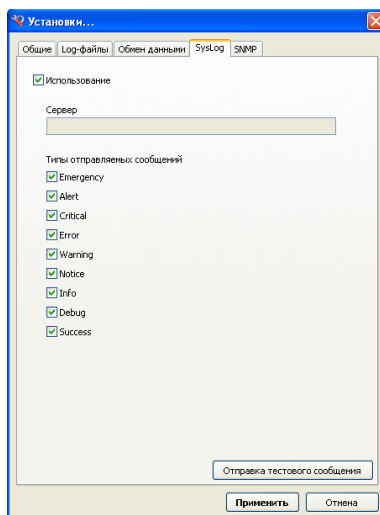 Установки...
Общие Log-файлы Обмен данными SysLog SNMP
Использование
Сервер
Типы отправляемых сообщений
Emergency
Alert
Critical
Error
Warning
Notice
Info
Debug
Success
Отправка тестового сообщения
Применить Отмена